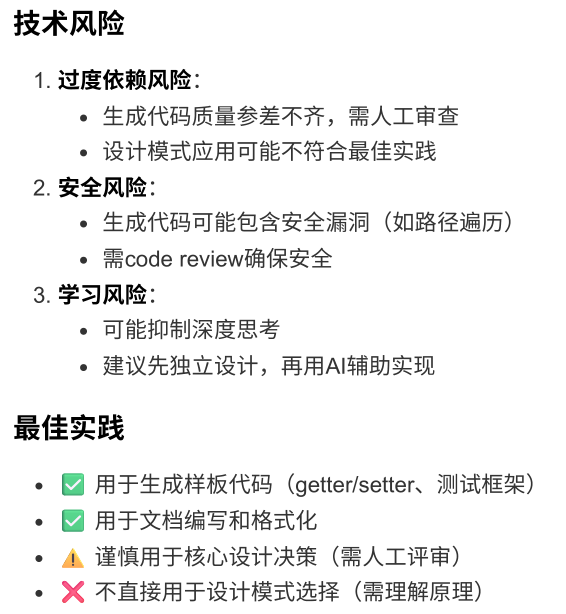 技术风险
1. 过度依赖风险：
• 生成代码质量参差不齐，需人工审查
• 设计模式应用可能不符合最佳实践
2. 安全风险：
• 生成代码可能包含安全漏洞（如路径遍历）
• 需code review确保安全
3. 学习风险：
• 可能抑制深度思考
• 建议先独立设计，再用AI辅助实现
最佳实践
• ✅ 用于生成样板代码（getter/setter、测试框架）
• ✅ 用于文档编写和格式化
• ⚠️ 谨慎用于核心设计决策（需人工评审）
• ❌ 不直接用于设计模式选择（需理解原理）